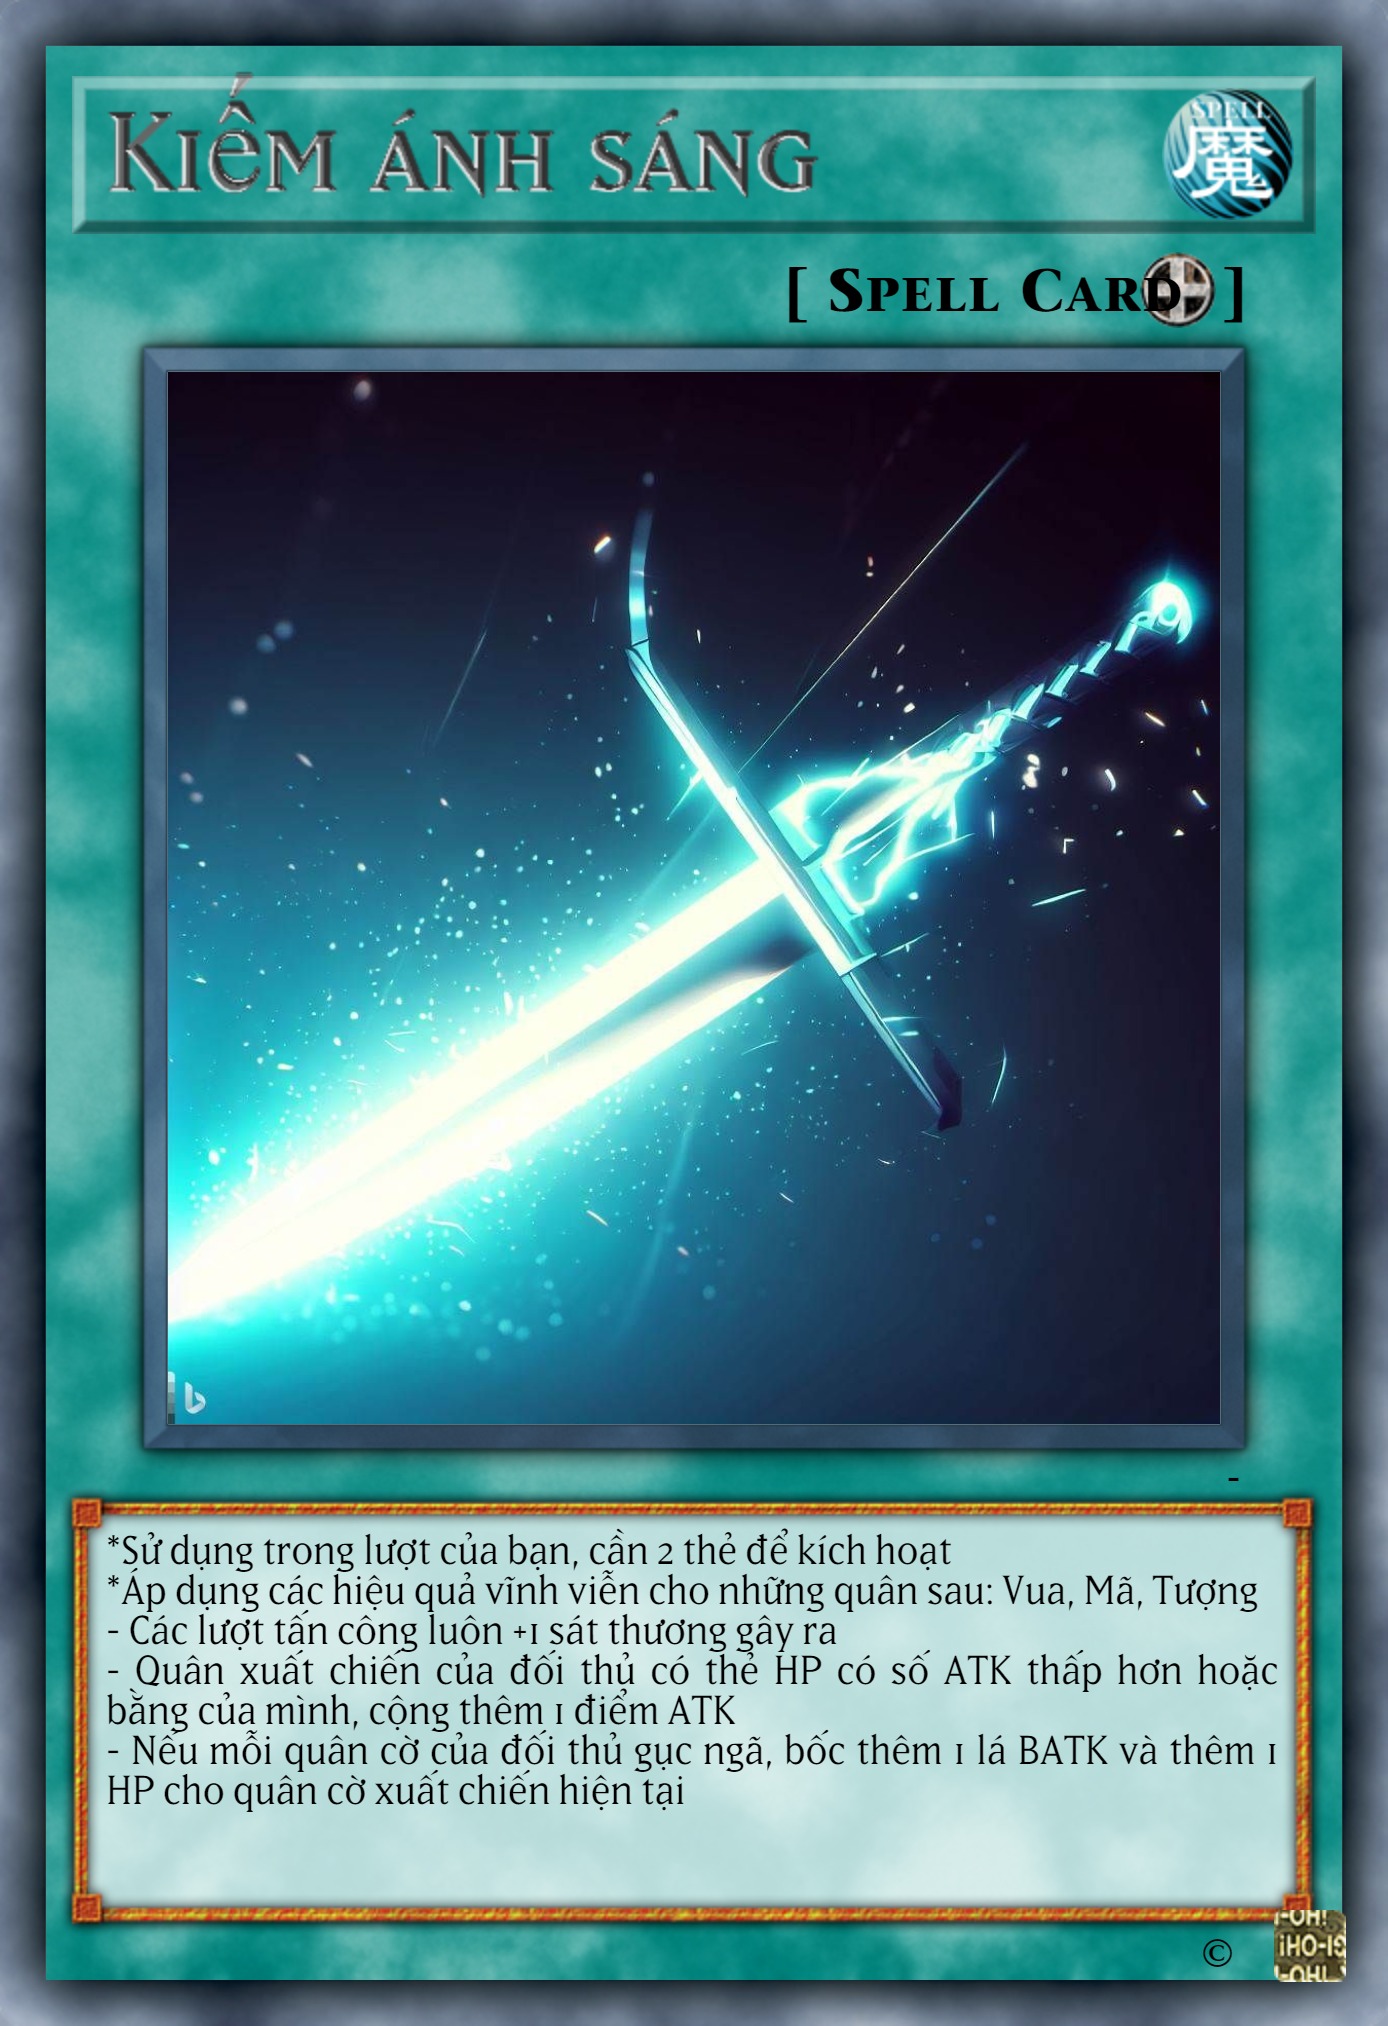 Kiếm ánh sáng
SPELL
魔
[ Spell Card ]
b
-
*Sử dụng trong lượt của bạn, cần 2 thẻ để kích hoạt
*Áp dụng các hiệu quả vĩnh viễn cho những quân sau: Vua, Mã, Tượng
- Các lượt tấn công luôn +1 sát thương gây ra
- Quân xuất chiến của đối thủ có thẻ HP có số ATK thấp hơn hoặc
bằng của mình, cộng thêm 1 điểm ATK
- Nếu mỗi quân cờ của đối thủ gục ngã, bốc thêm 1 lá BATK và thêm 1
HP cho quân cờ xuất chiến hiện tại
©